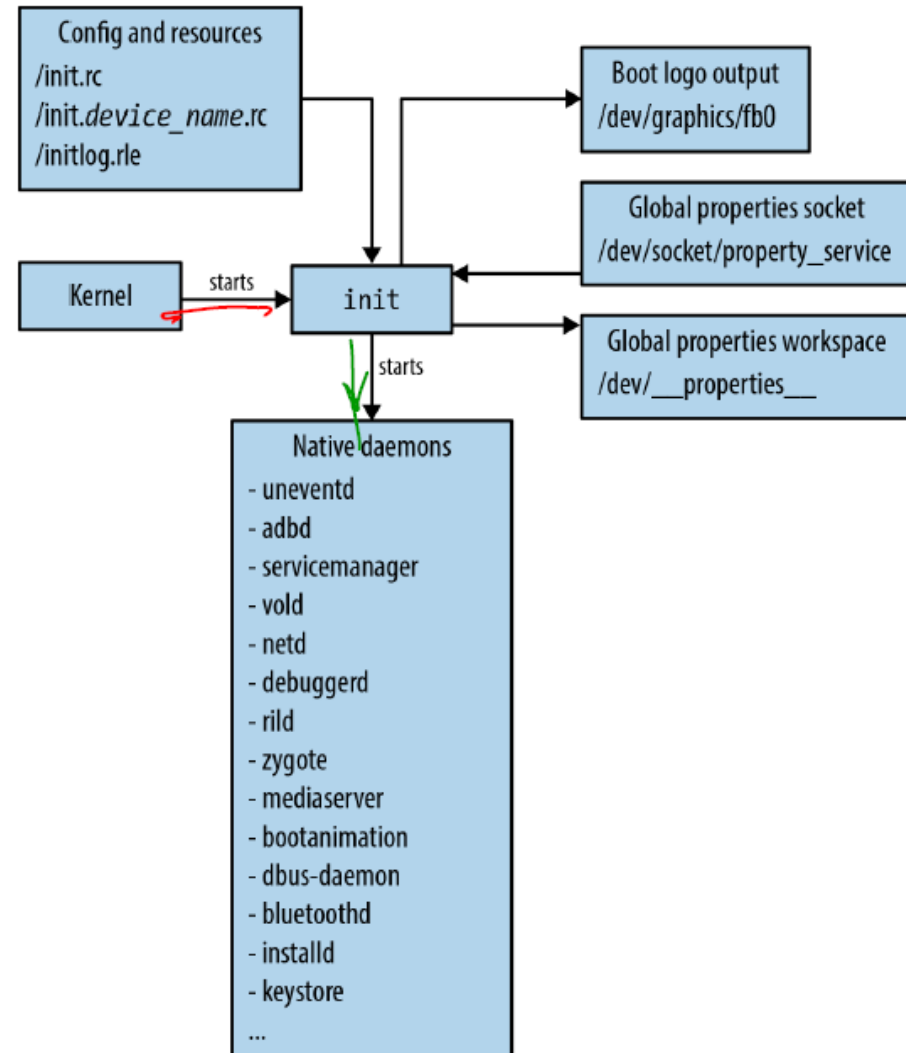 Config and resources
/init.rc
/init.device_name.rc
/initlog.rle
Boot logo output
/dev/graphics/fb0
Global properties socket
/dev/socket/property_service
Kernel
starts
init
Global properties workspace
/dev/__properties__
starts
Native daemons
- uneventd
- adbd
- servicemanager
- vold
- netd
- debuggerd
- rild
- zygote
- mediaserver
- bootanimation
- dbus-daemon
- bluetoothd
- installd
- keystore
...